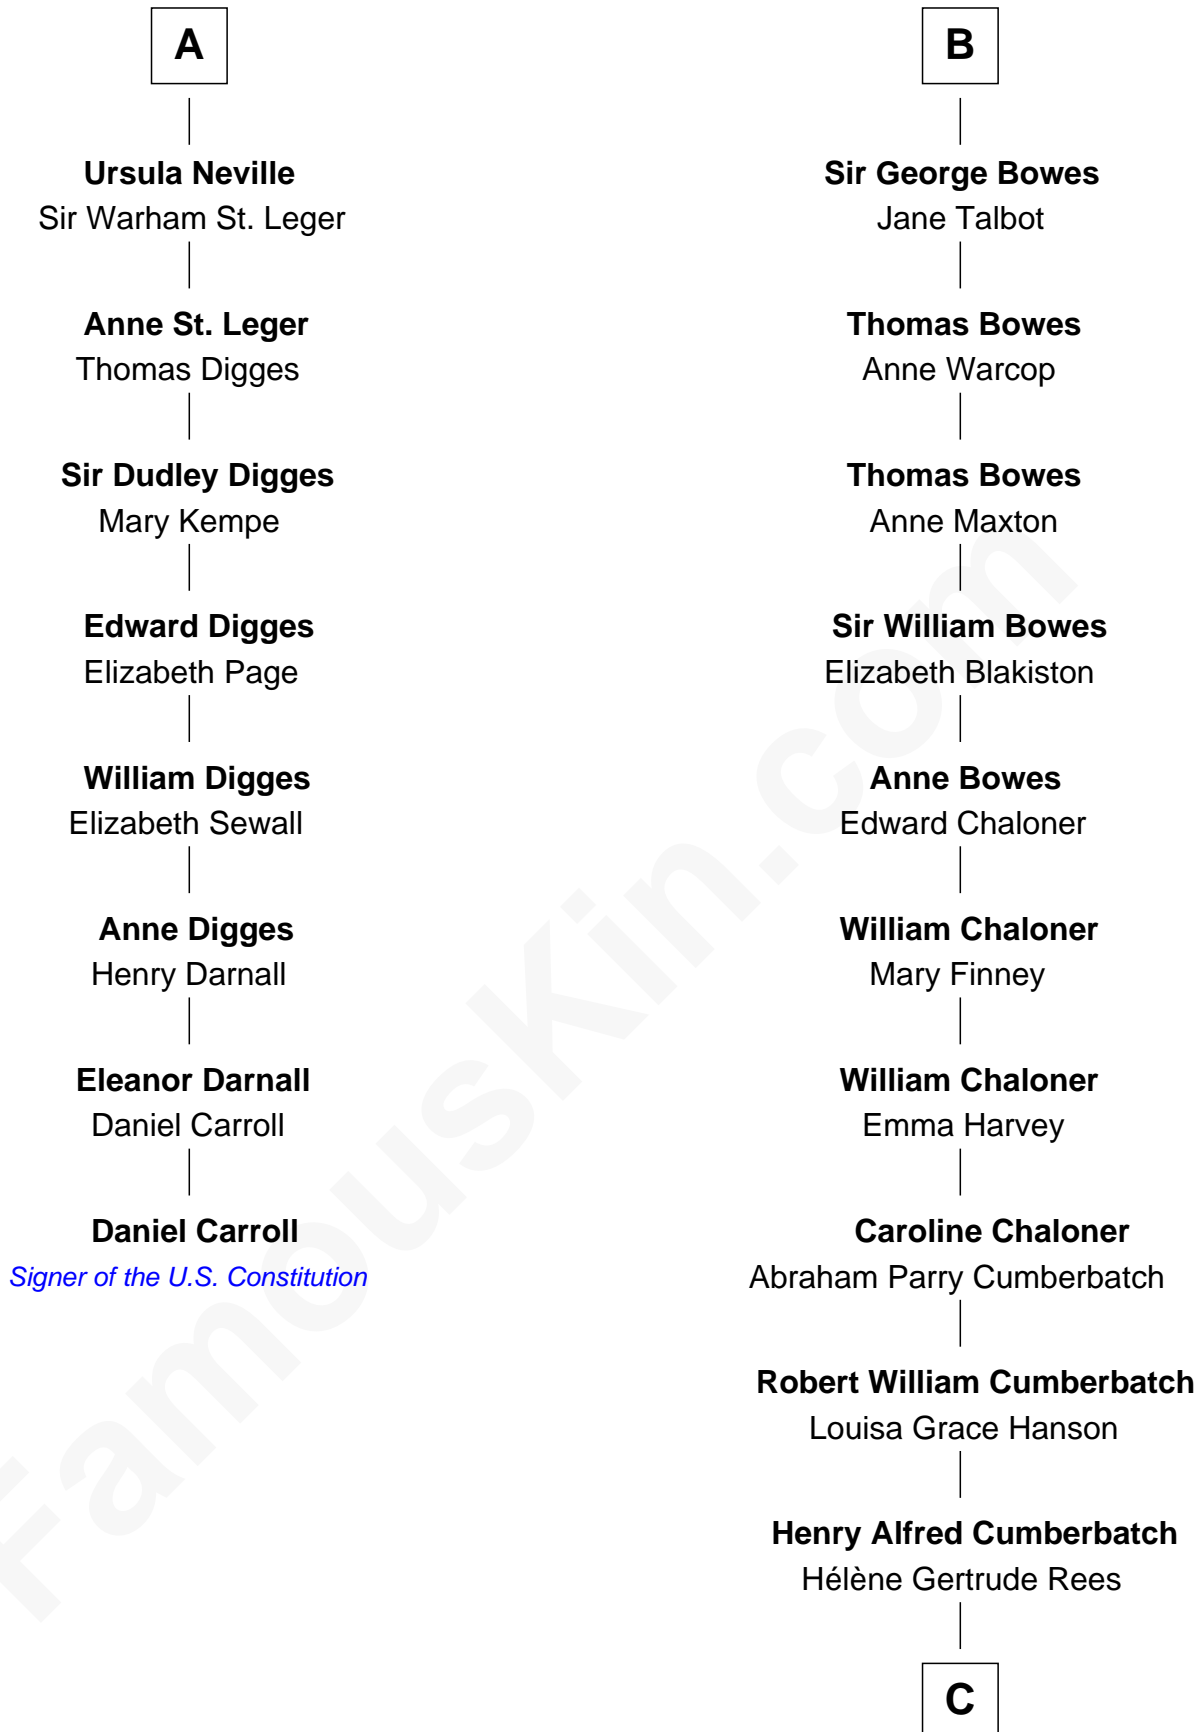 A
Ursula Neville
Sir Warham St. Leger
Anne St. Leger
Thomas Digges
Sir Dudley Digges
Mary Kempe
Edward Digges
Elizabeth Page
William Digges
Elizabeth Sewall
Anne Digges
Henry Darnall
Eleanor Darnall
Daniel Carroll
Daniel Carroll
Signer of the U.S. Constitution
B
Sir George Bowes
Jane Talbot
Thomas Bowes
Anne Warcop
Thomas Bowes
Anne Maxton
Sir William Bowes
Elizabeth Blakiston
Anne Bowes
Edward Chaloner
William Chaloner
Mary Finney
William Chaloner
Emma Harvey
Caroline Chaloner
Abraham Parry Cumberbatch
Robert William Cumberbatch
Louisa Grace Hanson
Henry Alfred Cumberbatch
Hélène Gertrude Rees
C
FamousKin.com